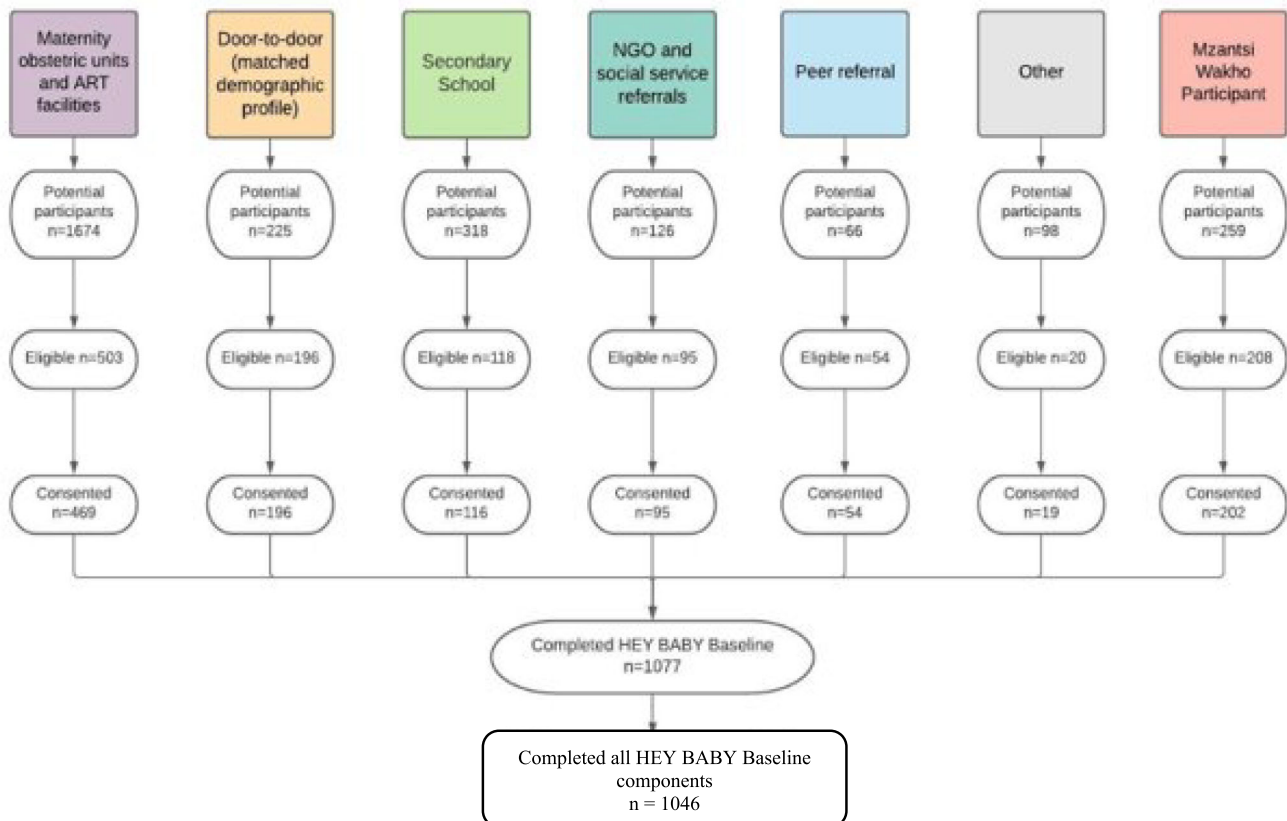 Maternity
obstetric units
and ART
facilities
Door-to-door
(matched
demographic
profile)
Secondary
School
NGO and
social service
referrals
Peer referral
Other
Mzantsi
Wakho
Participant
Potential
participants
n=1674
Potential
participants
n=225
Potential
participants
n=318
Potential
participants
n=126
Potential
participants
n=66
Potential
participants
n=98
Potential
participants
n=259
Eligible n=503
Eligible n=196
Eligible n=118
Eligible n=95
Eligible n=54
Eligible n=20
Eligible n=208
Consented
n=469
Consented
n=196
Consented
n=116
Consented
n=95
Consented
n=54
Consented
n=19
Consented
n=202
Completed HEY BABY Baseline
n=1077
Completed all HEY BABY Baseline
components
n = 1046